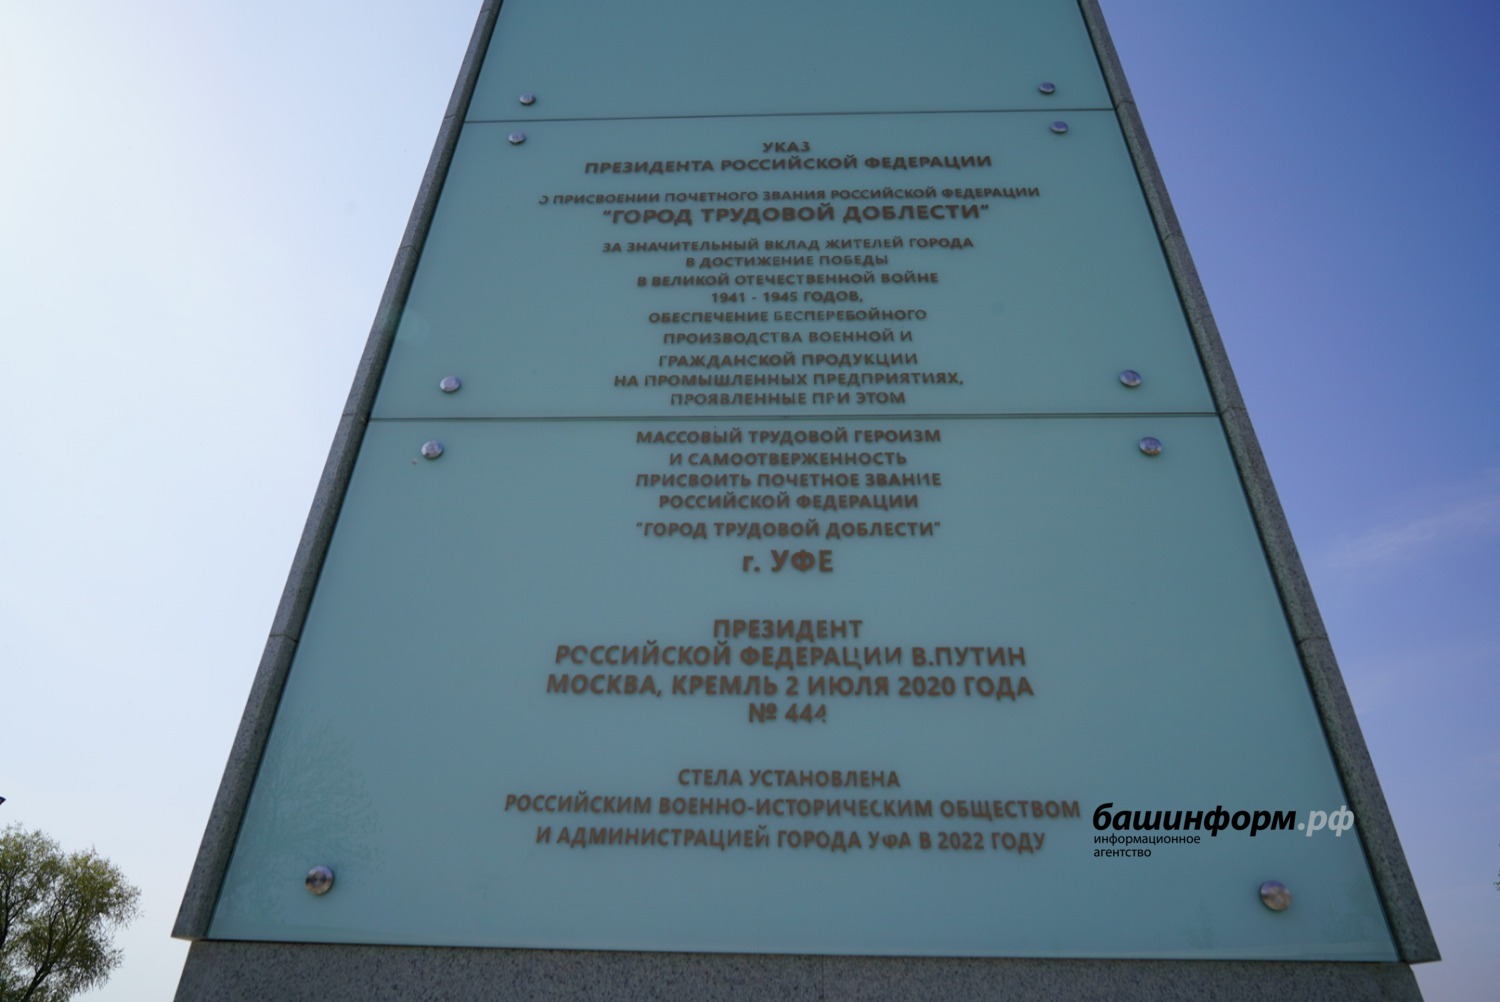 УКАЗ
ПРЕЗИДЕНТА РОССИЙСКОЙ ФЕДЕРАЦИИ
О ПРИСВОЕНИИ ПОЧЕТНОГО ЗВАНИЯ РОССИЙСКОЙ ФЕДЕРАЦИИ
"ГОРОД ТРУДОВОЙ ДОБЛЕСТИ"
ЗА ЗНАЧИТЕЛЬНЫЙ ВКЛАД ЖИТЕЛЕЙ ГОРОДА
В ДОСТИЖЕНИЕ ПОБЕДЫ
В ВЕЛИКОЙ ОТЕЧЕСТВЕННОЙ ВОЙНЕ
1941 - 1945 ГОДОВ,
ОБЕСПЕЧЕНИЕ БЕСПЕРЕБОЙНОГО
ПРОИЗВОДСТВА ВОЕННОЙ И
ГРАЖДАНСКОЙ ПРОДУКЦИИ
НА ПРОМЫШЛЕННЫХ ПРЕДПРИЯТИЯХ,
ПРОЯВЛЕННЫЕ ПРИ ЭТОМ
МАССОВЫЙ ТРУДОВОЙ ГЕРОИЗМ
И САМООТВЕРЖЕННОСТЬ
ПРИСВОИТЬ ПОЧЕТНОЕ ЗВАНИЕ
РОССИЙСКОЙ ФЕДЕРАЦИИ
"ГОРОД ТРУДОВОЙ ДОБЛЕСТИ"
г. УФЕ
ПРЕЗИДЕНТ
РОССИЙСКОЙ ФЕДЕРАЦИИ В.ПУТИН
МОСКВА, КРЕМЛЬ 2 ИЮЛЯ 2020 ГОДА
№ 444
СТЕЛА УСТАНОВЛЕНА
РОССИЙСКИМ ВОЕННО-ИСТОРИЧЕСКИМ ОБЩЕСТВОМ
И АДМИНИСТРАЦИЕЙ ГОРОДА УФА В 2022 ГОДУ
башинформ.рф
информационное
агентство